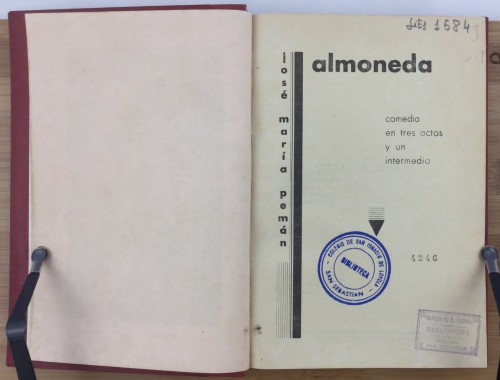 1584
josé maría pemán
almoneda
comedia
en tres actos
y un
intermedio
COLEGIO DE SAN IGNACIO DE LOYOLA
BIBLIOTECA
SAN SEBASTIAN
4246
BIBLIOTECA